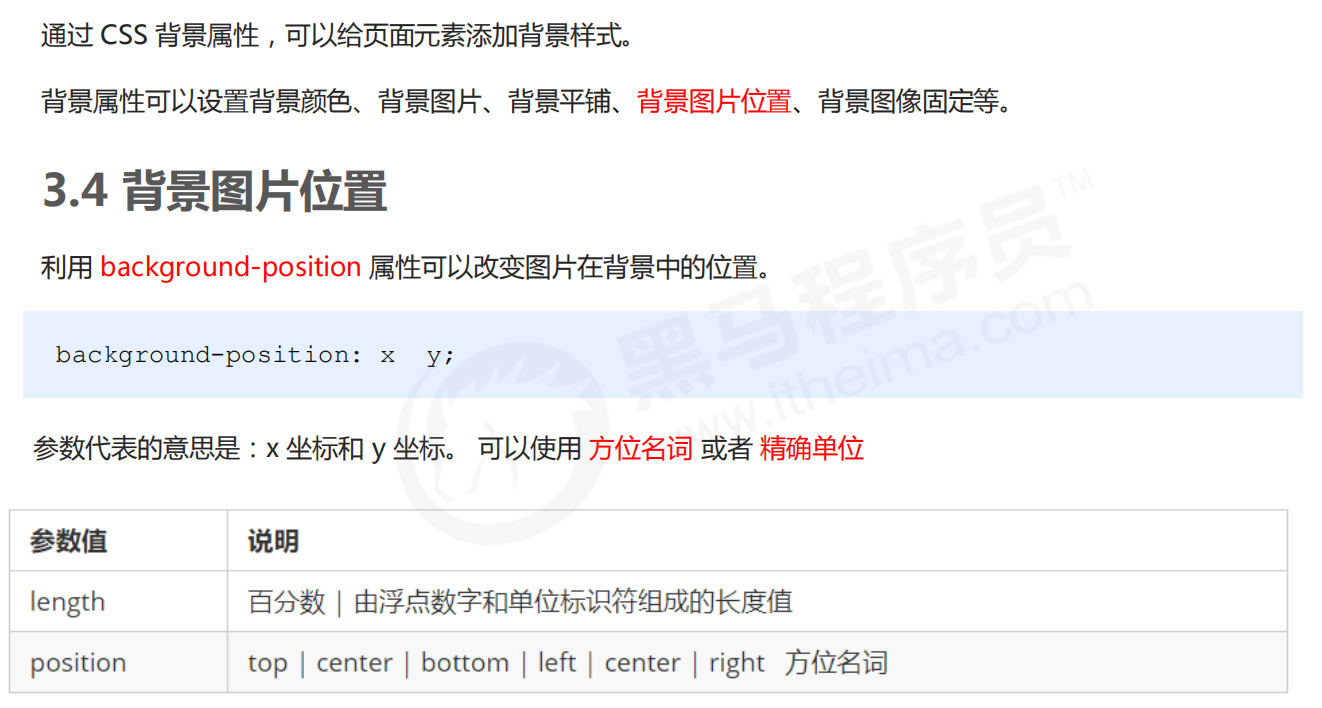 通过 CSS 背景属性，可以给页面元素添加背景样式。
背景属性可以设置背景颜色、背景图片、背景平铺、背景图片位置、背景图像固定等。
3.4 背景图片位置
利用 background-position 属性可以改变图片在背景中的位置。
background-position: x  y;
参数代表的意思是：x 坐标和 y 坐标。 可以使用 方位名词 或者 精确单位
参数值 说明
length 百分数 | 由浮点数字和单位标识符组成的长度值
position top | center | bottom | left | center | right 方位名词
黑马程序员™
www.itheima.com